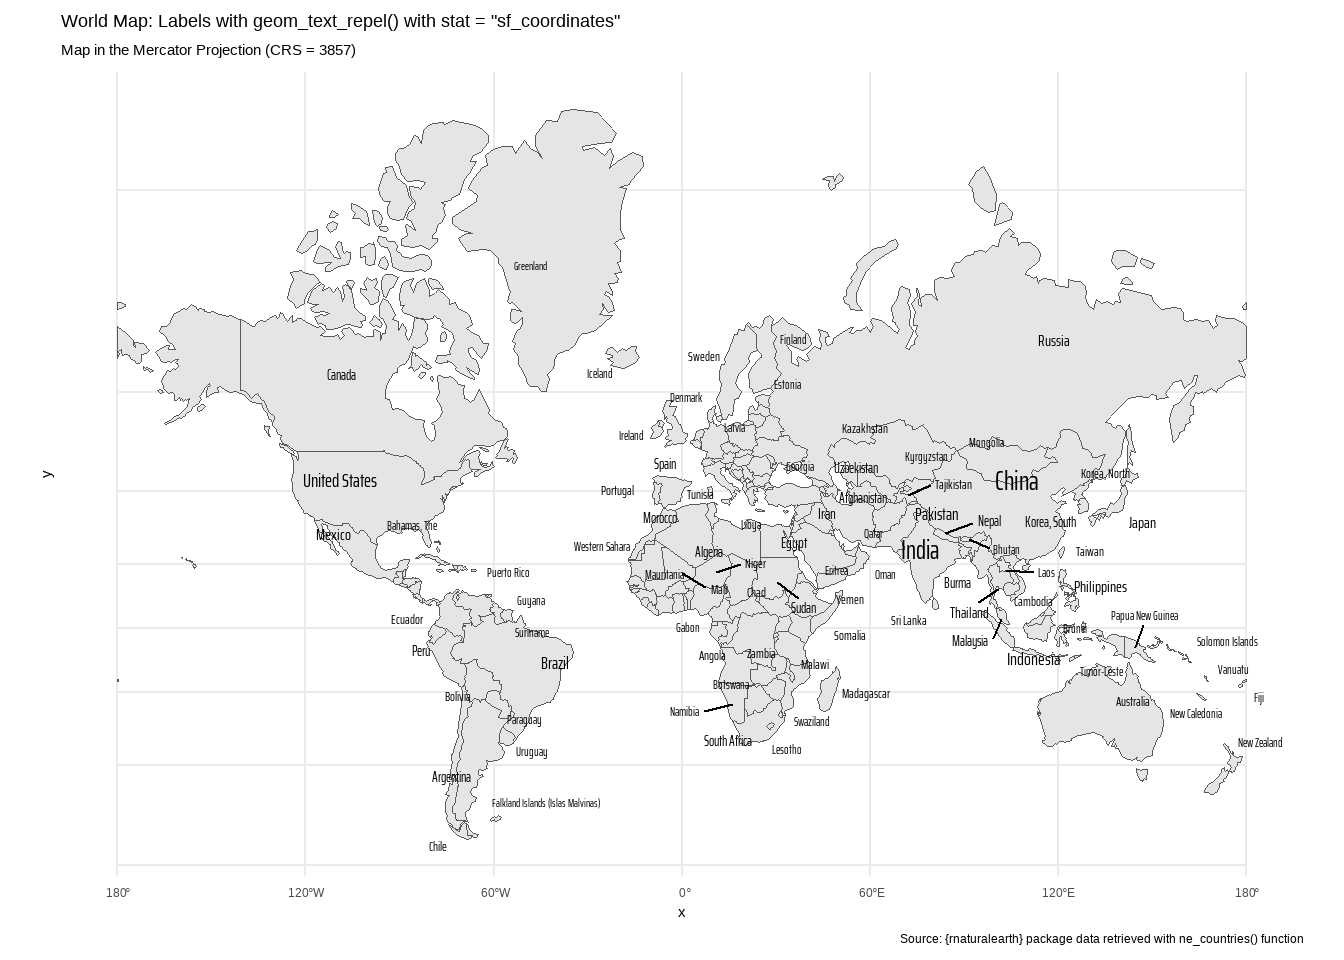 World Map: Labels with geom_text_repel() with stat = "sf_coordinates"
Map in the Mercator Projection (CRS = 3857)
Greenland
Finland
Russia
Sweden
Iceland
Canada
Estonia
Denmark
Latvia
Kazakhstan
Ireland
Mongolia
Kyrgyzstan
Spain
Georgia
Uzbekistan
Korea, North
United States
China
Tajikistan
Portugal
Tunisia
Afghanistan
Morocco
Iran
Pakistan
Nepal
Korea, South
Japan
Bahamas, The
Libya
Mexico
Qatar
Western Sahara
Egypt
India
Bhutan
Taiwan
Algeria
Niger
Puerto Rico
Mauritania
Eritrea
Oman
Laos
Burma
Philippines
Mali
Chad
Guyana
Yemen
Cambodia
Sudan
Thailand
Papua New Guinea
Ecuador
Sri Lanka
Gabon
Brunei
Suriname
Somalia
Malaysia
Solomon Islands
Peru
Angola
Zambia
Indonesia
Brazil
Malawi
Timor-Leste
Vanuatu
Botswana
Bolivia
Madagascar
Fiji
Australia
Namibia
New Caledonia
Paraguay
Swaziland
South Africa
New Zealand
Uruguay
Lesotho
Argentina
Falkland Islands (Islas Malvinas)
Chile
y
180° 120°W 60°W 0° 60°E 120°E 180°
x
Source: {rnaturalearth} package data retrieved with ne_countries() function